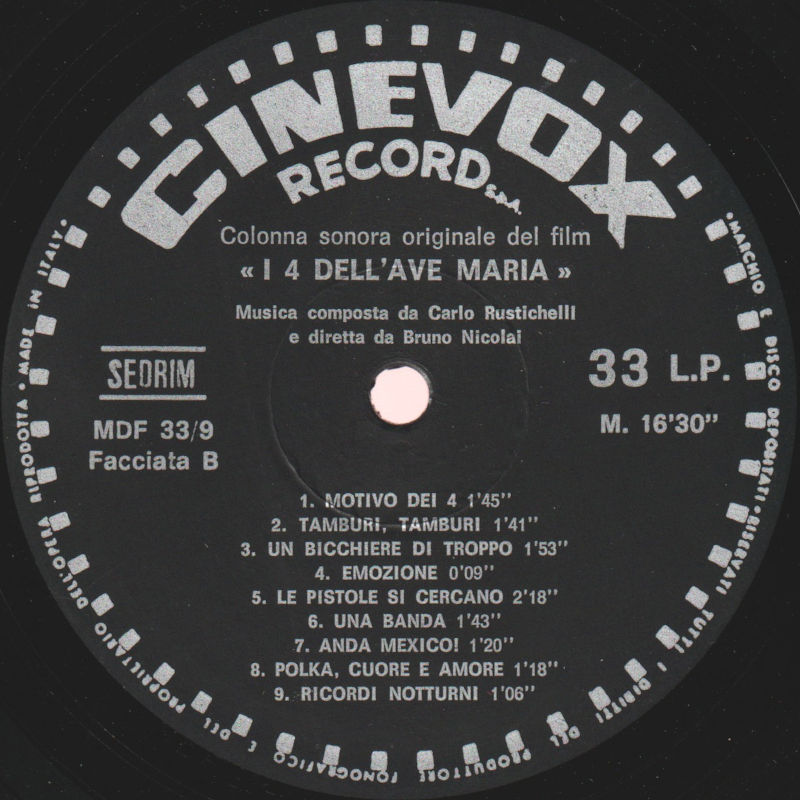 CINEVOX
RECORD S.p.A.
Colonna sonora originale del film
« I 4 DELL'AVE MARIA »
Musica composta da Carlo Rustichelli
e diretta da Bruno Nicolai
SEDRIM
33 L.P.
MDF 33/9
M. 16'30"
Facciata B
1. MOTIVO DEI 4 1'45"
2. TAMBURI, TAMBURI 1'41"
3. UN BICCHIERE DI TROPPO 1'53"
4. EMOZIONE 0'09"
5. LE PISTOLE SI CERCANO 2'18"
6. UNA BANDA 1'43"
7. ANDA MEXICO! 1'20"
8. POLKA, CUORE E AMORE 1'18"
9. RICORDI NOTTURNI 1'06"
• MARCHIO E DISCO DEPOSITATI • RISERVATI TUTTI I DIRITTI DEL PRODUTTORE FONOGRAFICO E DEL PROPRIETARIO DELL'OPERA RIPRODOTTA • MADE IN ITALY •